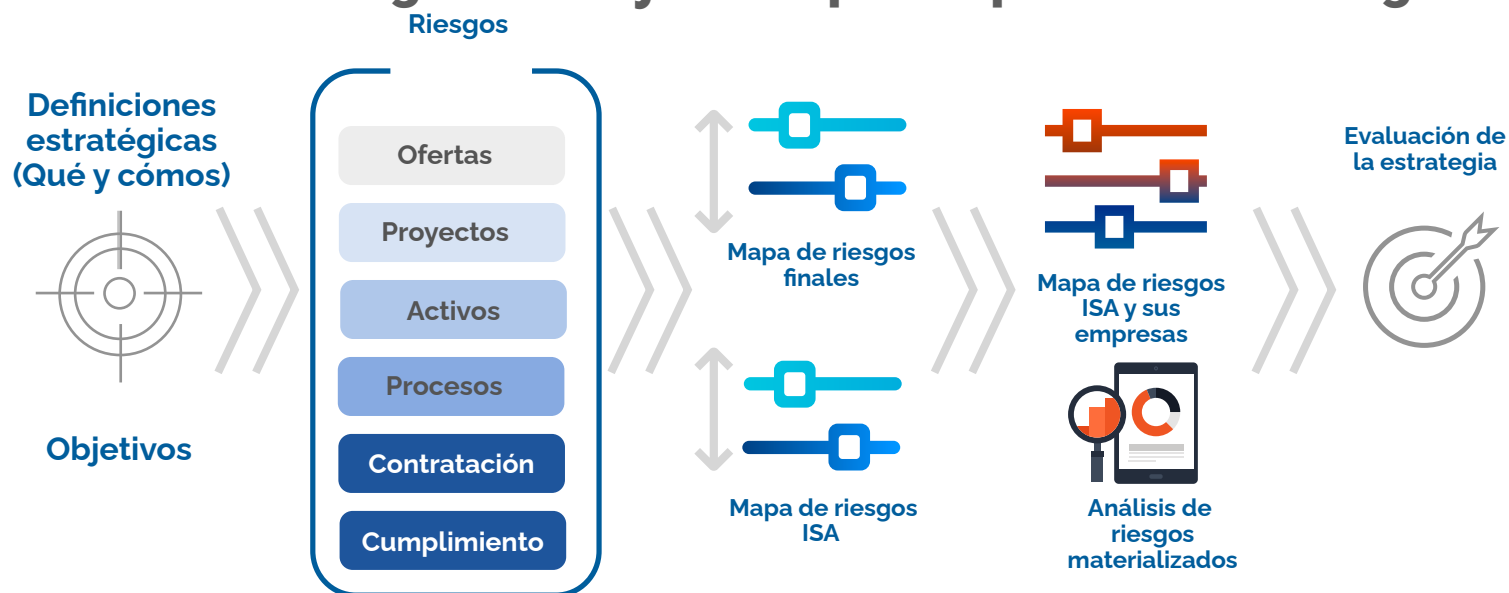 Riesgos
Definiciones
estratégicas
(Qué y cómos)
Objetivos
Ofertas
Proyectos
Activos
Procesos
Contratación
Cumplimiento
Mapa de riesgos
finales
Mapa de riesgos
ISA
Mapa de riesgos
ISA y sus
empresas
Análisis de
riesgos
materializados
Evaluación de
la estrategia